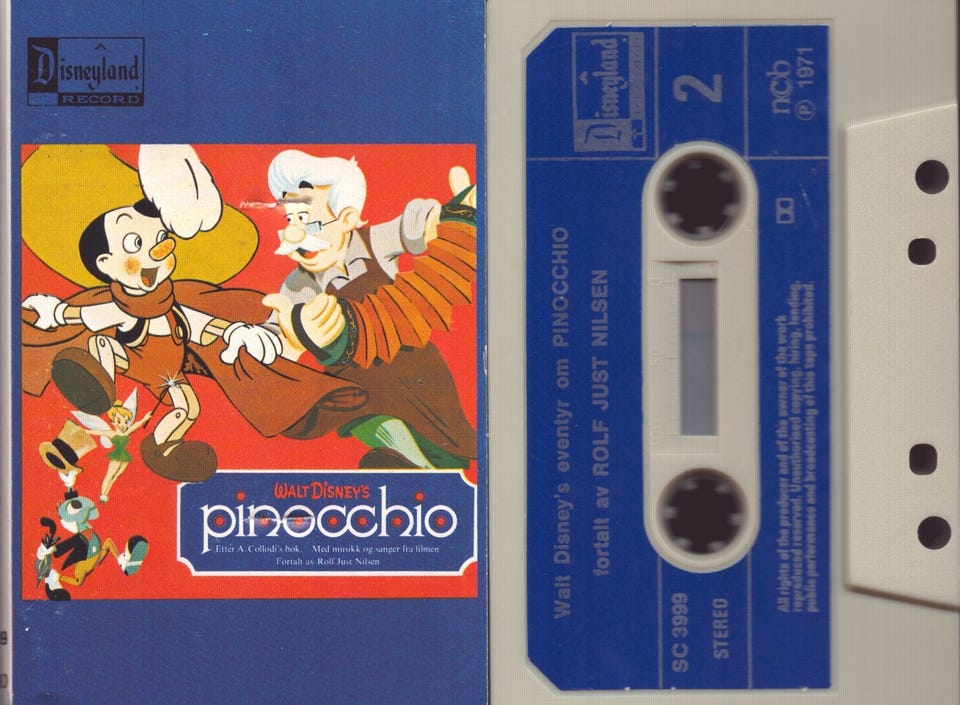 Disneyland
RECORD
WALT DISNEY'S
pinocchio
Etter A. Collodi's bok. Med musikk og sanger fra filmen
Fortalt av Rolf Just Nilsen
Disneyland
2
ncb
Ⓟ 1971
Walt Disney's eventyr om PINOCCHIO
fortalt av ROLF JUST NILSEN
SC 3999
STEREO
All rights of the producer and of the owner of the work
reproduced reserved. Unauthorised copying, hiring, lending,
public performance and broadcasting of this tape prohibited.